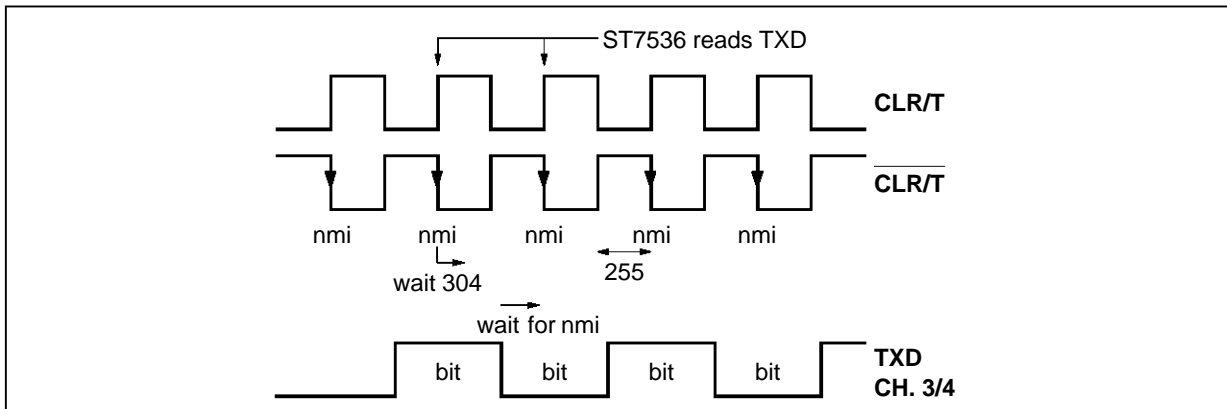 ST7536 reads TXD
CLR/T
CLR/T
nmi nmi nmi nmi nmi
wait 304
255
wait for nmi
bit bit bit bit
TXD
CH. 3/4